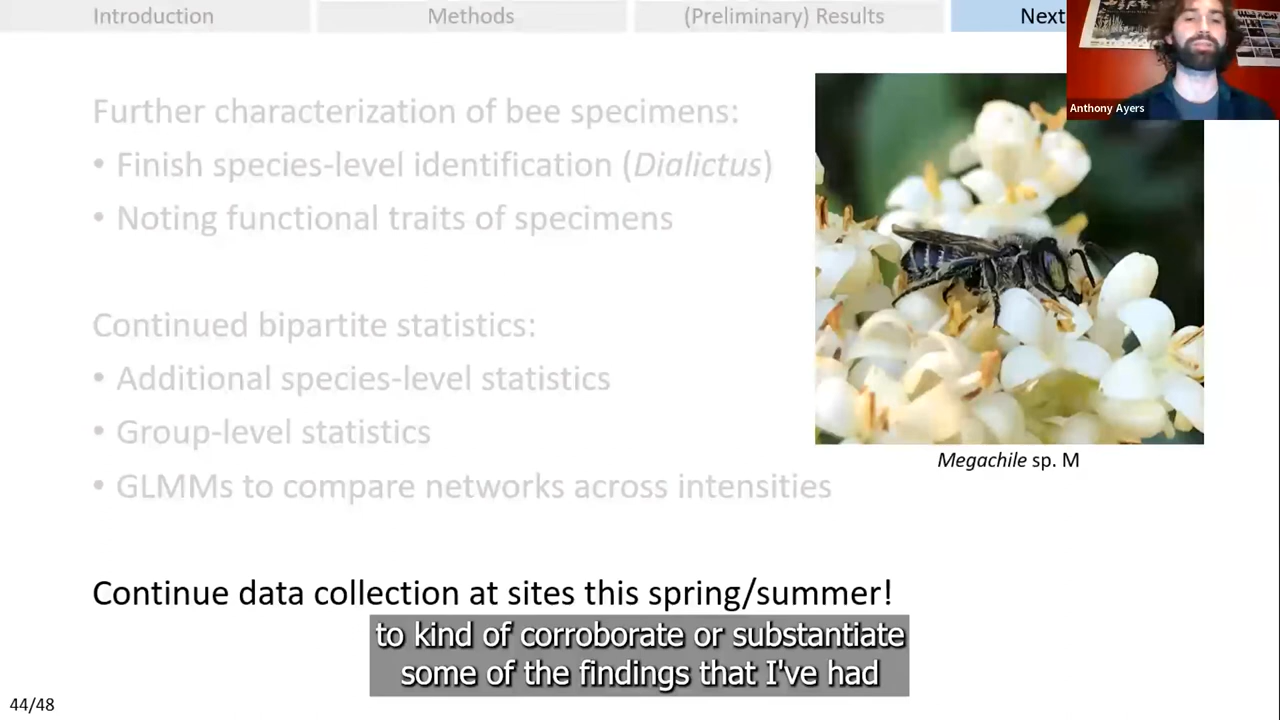 Introduction
Methods
(Preliminary) Results
Next
Anthony Ayers
Further characterization of bee specimens:
• Finish species-level identification (Dialictus)
• Noting functional traits of specimens
Continued bipartite statistics:
• Additional species-level statistics
• Group-level statistics
• GLMMs to compare networks across intensities
Megachile sp. M
Continue data collection at sites this spring/summer!
to kind of corroborate or substantiate
some of the findings that I've had
44/48